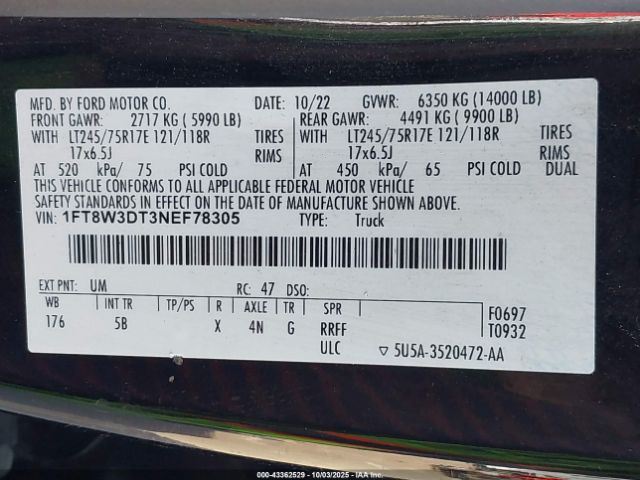 MFD. BY FORD MOTOR CO. DATE: 10/22 GVWR: 6350 KG (14000 LB)
FRONT GAWR: 2717 KG (5990 LB) REAR GAWR: 4491 KG (9900 LB)
WITH LT245/75R17E 121/118R TIRES WITH LT245/75R17E 121/118R TIRES
17x6.5J RIMS 17x6.5J RIMS
AT 520 kPa/ 75 PSI COLD AT 450 kPa/ 65 PSI COLD DUAL
THIS VEHICLE CONFORMS TO ALL APPLICABLE FEDERAL MOTOR VEHICLE
SAFETY STANDARDS IN EFFECT ON THE DATE OF MANUFACTURE SHOWN ABOVE.
VIN: 1FT8W3DT3NEF78305 TYPE: Truck
EXT PNT: UM RC: 47 DSO:
WB INT TR TP/PS R AXLE TR SPR F0697
176 5B X 4N G RRFF T0932
ULC ▽ 5U5A-3520472-AA
000-43362529 - 10/03/2025 - IAAI.COM